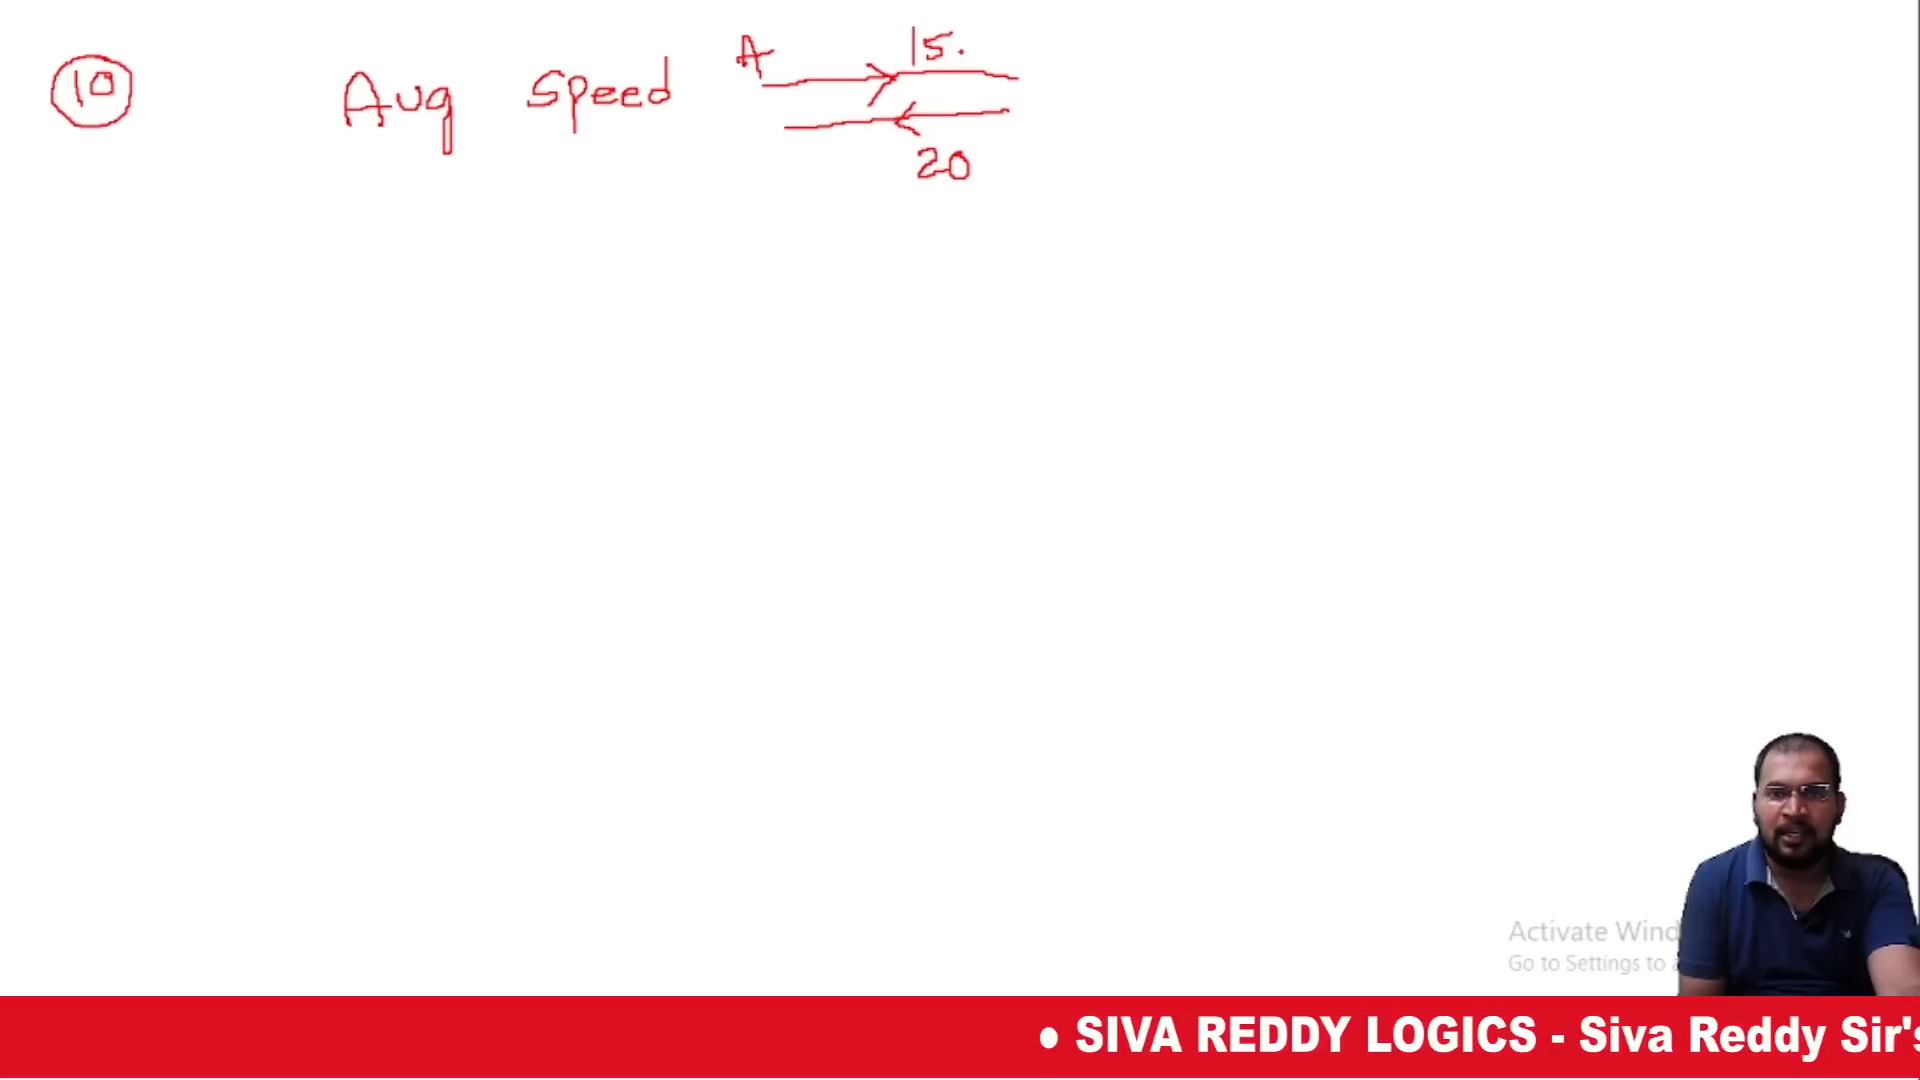 10 Avg Speed A 15.
20
Activate Wind
Go to Settings to a
• SIVA REDDY LOGICS - Siva Reddy Sir's